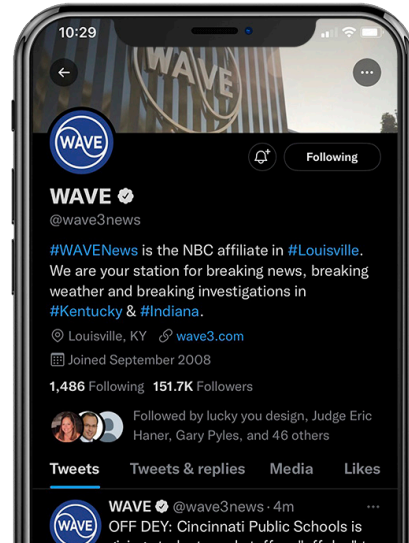 10:29
WAVE
WAVE
Following
WAVE
@wave3news
#WAVENews is the NBC affiliate in #Louisville.
We are your station for breaking news, breaking
weather and breaking investigations in
#Kentucky & #Indiana.
Louisville, KY wave3.com
Joined September 2008
1,486 Following 151.7K Followers
Followed by lucky you design, Judge Eric
Haner, Gary Pyles, and 46 others
Tweets Tweets & replies Media Likes
WAVE @wave3news · 4m
WAVE
OFF DEY: Cincinnati Public Schools is